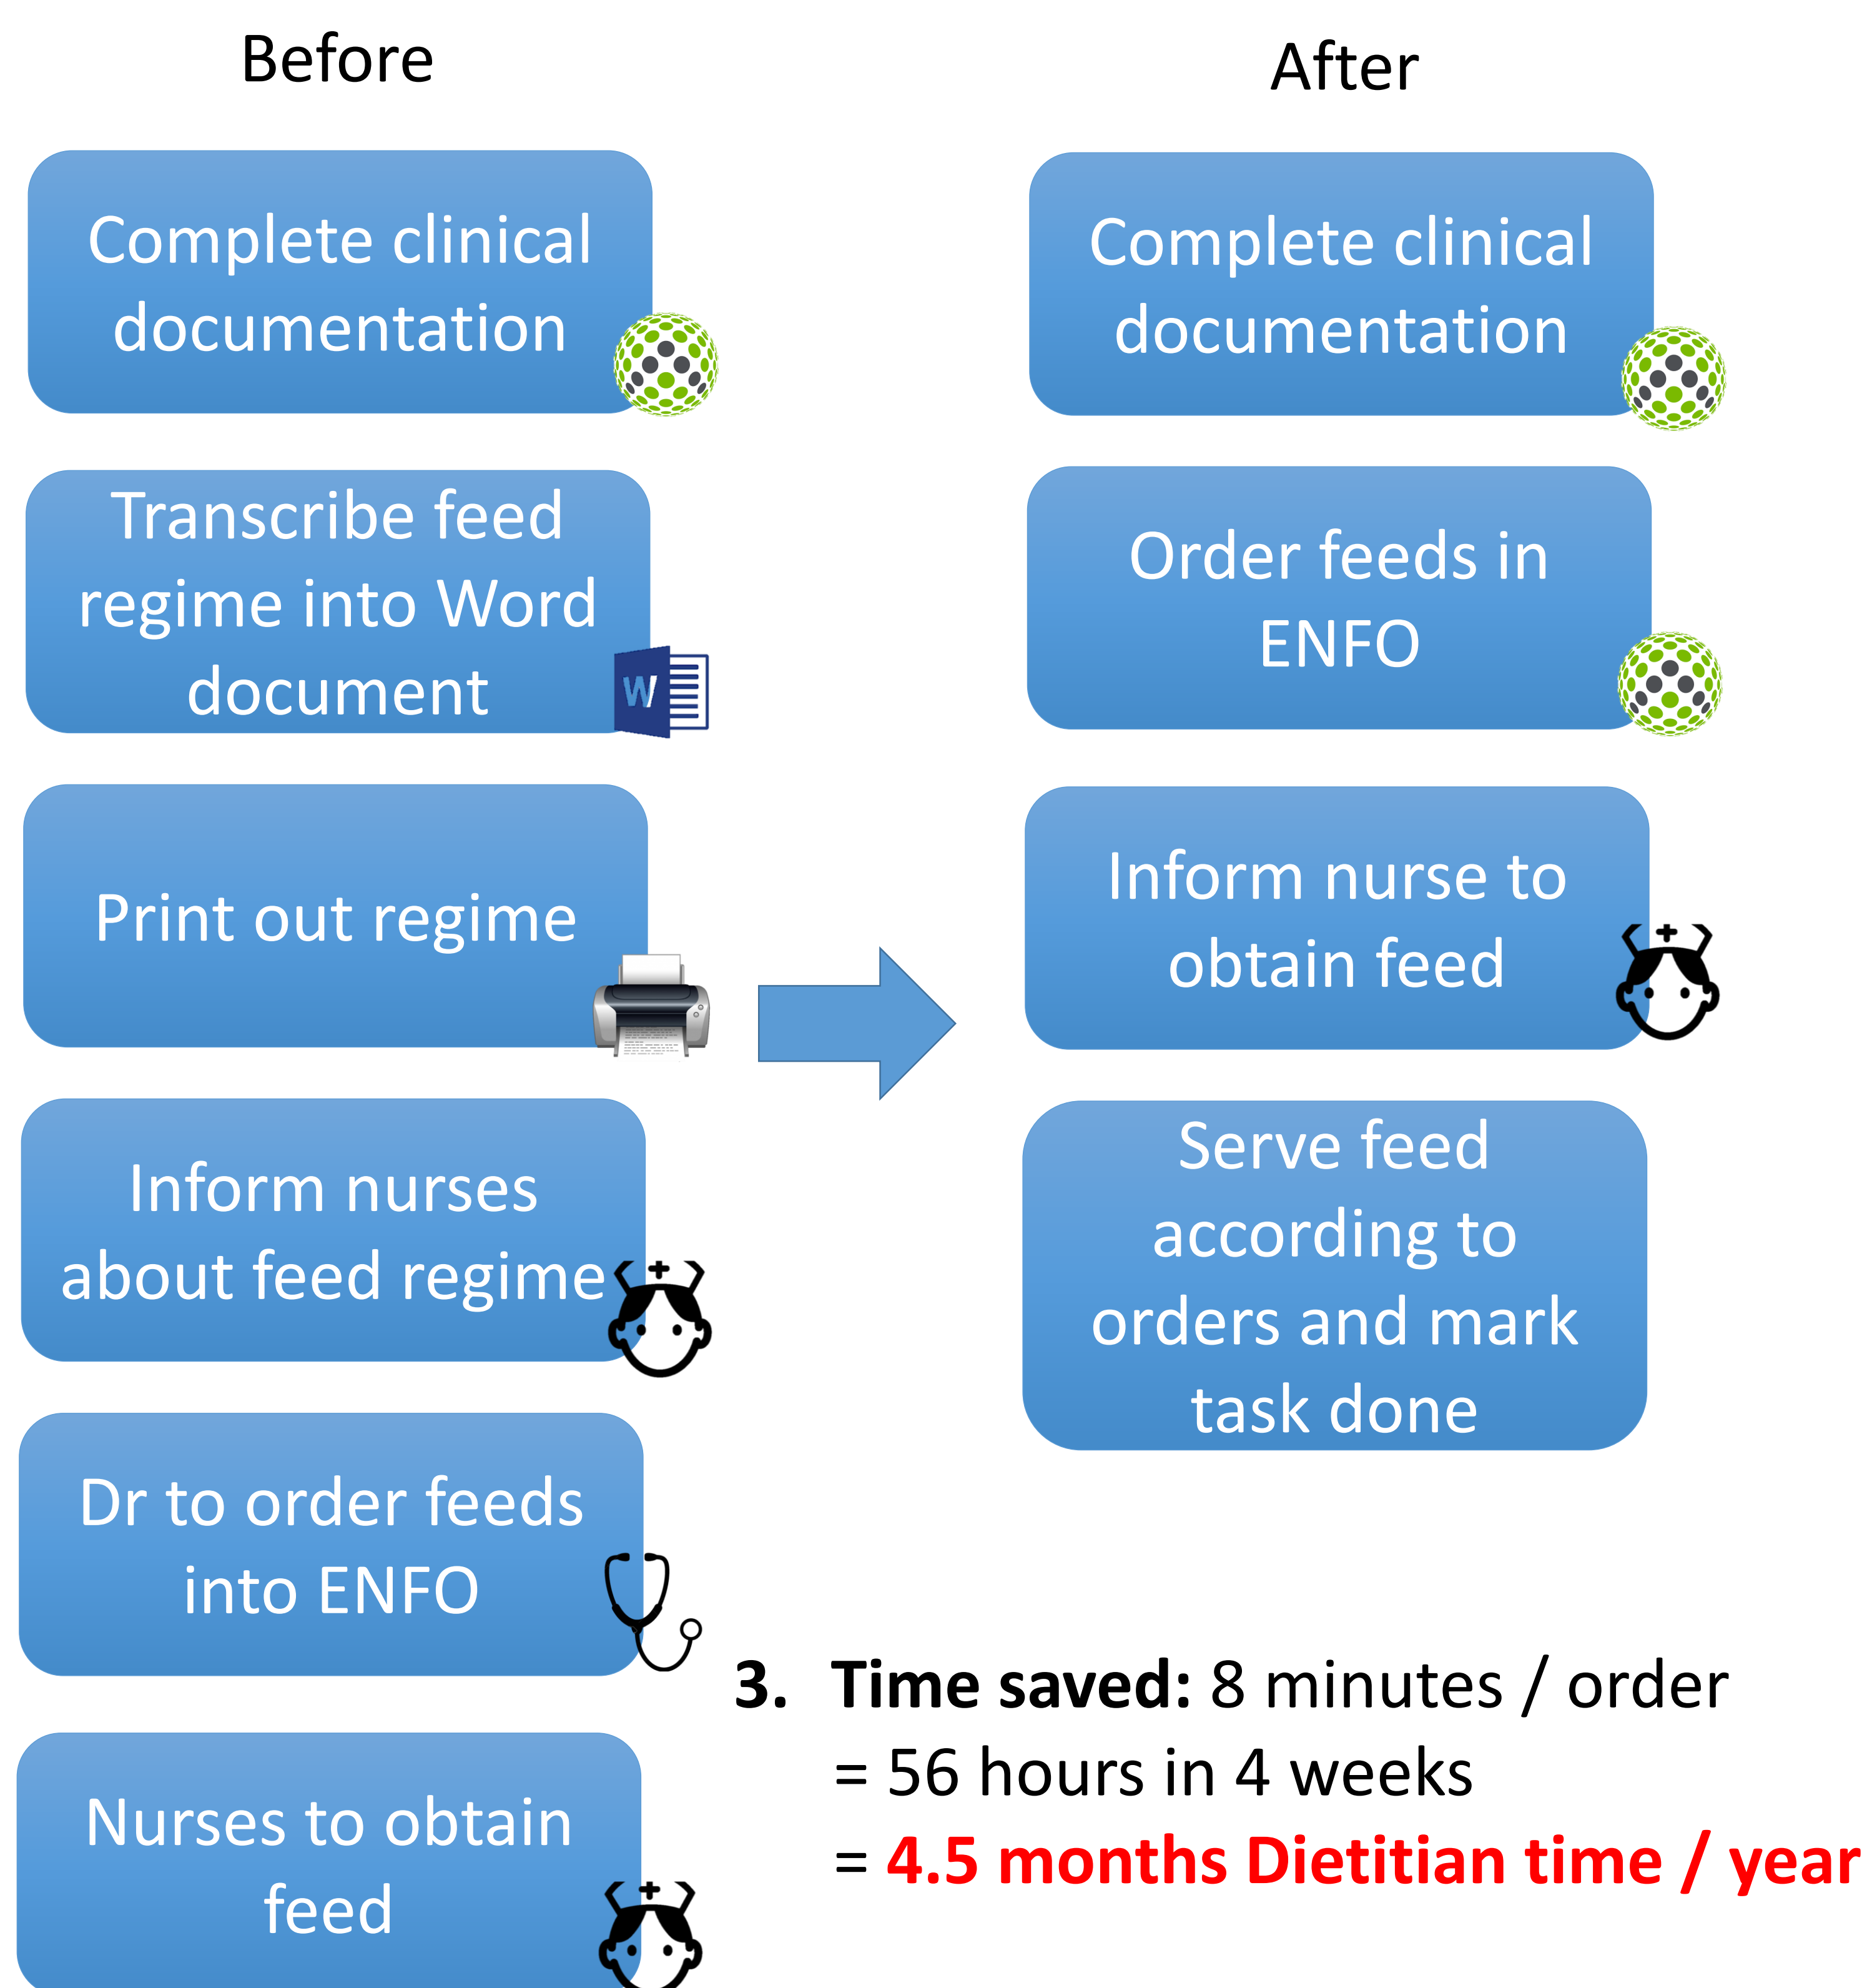 Before
Complete clinical
documentation
Transcribe feed
regime into Word
document
W
Print out regime
Inform nurses
about feed regime
Dr to order feeds
into ENFO
Nurses to obtain
feed
After
Complete clinical
documentation
Order feeds in
ENFO
Inform nurse to
obtain feed
Serve feed
according to
orders and mark
task done
3. Time saved: 8 minutes / order
= 56 hours in 4 weeks
= 4.5 months Dietitian time / year